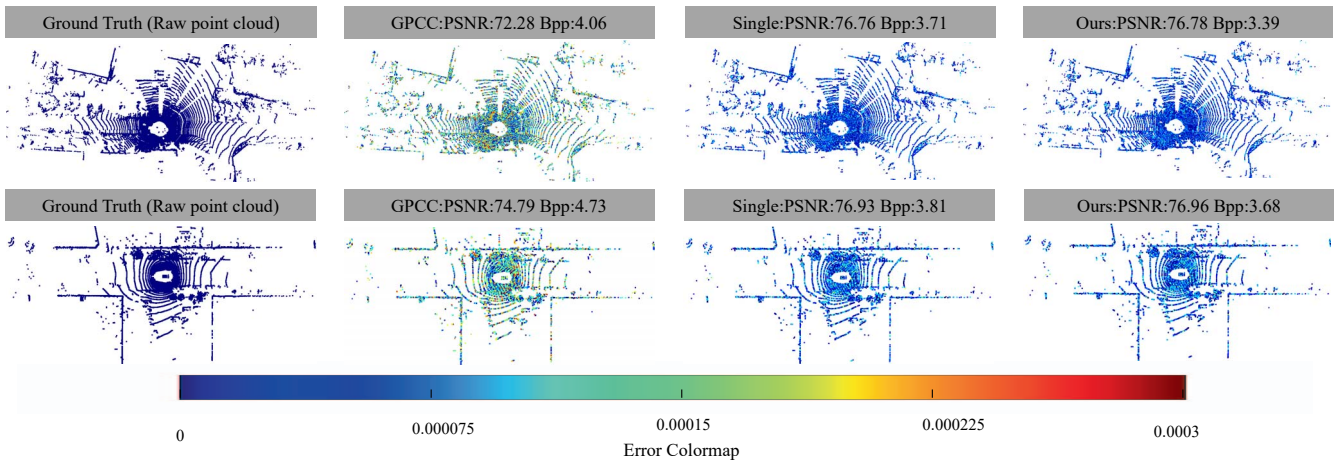 Ground Truth (Raw point cloud)
GPCC:PSNR:72.28 Bpp:4.06
Single:PSNR:76.76 Bpp:3.71
Ours:PSNR:76.78 Bpp:3.39
Ground Truth (Raw point cloud)
GPCC:PSNR:74.79 Bpp:4.73
Single:PSNR:76.93 Bpp:3.81
Ours:PSNR:76.96 Bpp:3.68
0
0.000075
0.00015
0.000225
0.0003
Error Colormap